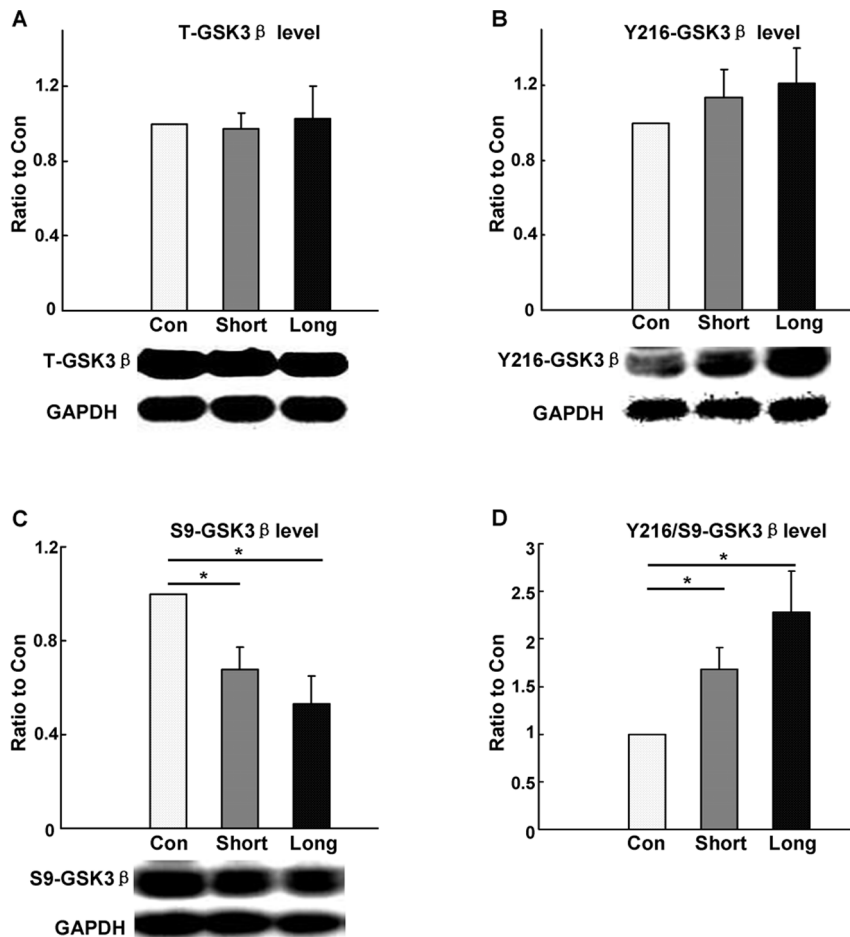 A
T-GSK3β level
Ratio to Con
1.2
0.8
0.4
0
Con Short Long
T-GSK3β
GAPDH
B
Y216-GSK3β level
Ratio to Con
1.2
0.8
0.4
0
Con Short Long
Y216-GSK3β
GAPDH
C
S9-GSK3β level
Ratio to Con
1.2
0.8
0.4
0
*
*
Con Short Long
S9-GSK3β
GAPDH
D
Y216/S9-GSK3β level
Ratio to Con
3
2.5
2
1.5
1
0.5
0
*
*
Con Short Long